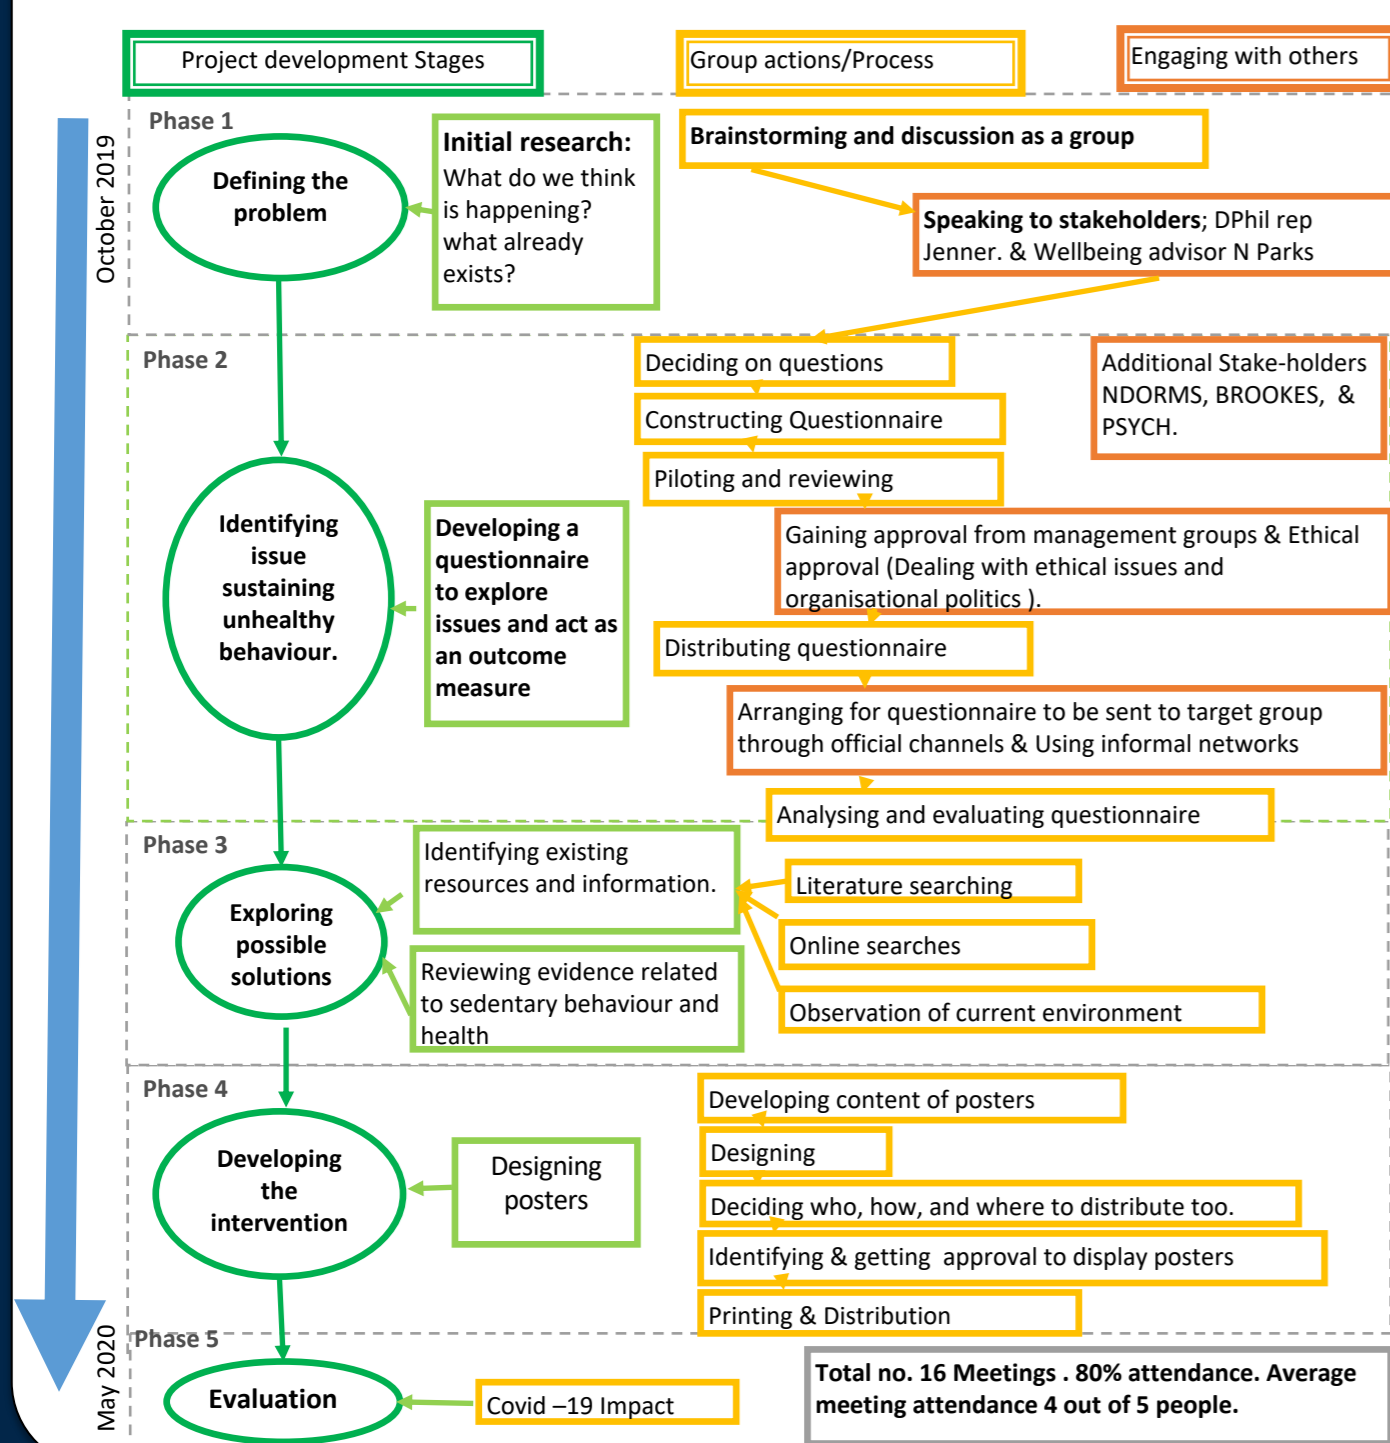 Project development Stages
Group actions/Process
Engaging with others
October 2019
Phase 1
Defining the
problem
Initial research:
What do we think
is happening?
what already
exists?
Brainstorming and discussion as a group
Speaking to stakeholders; DPhil rep
Jenner. & Wellbeing advisor N Parks
Phase 2
Identifying
issue
sustaining
unhealthy
behaviour.
Developing a
questionnaire
to explore
issues and act as
an outcome
measure
Deciding on questions
Constructing Questionnaire
Piloting and reviewing
Additional Stake-holders
NDORMS, BROOKES, &
PSYCH.
Gaining approval from management groups & Ethical
approval (Dealing with ethical issues and
organisational politics ).
Distributing questionnaire
Arranging for questionnaire to be sent to target group
through official channels & Using informal networks
Analysing and evaluating questionnaire
Phase 3
Exploring
possible
solutions
Identifying existing
resources and information.
Reviewing evidence related
to sedentary behaviour and
health
Literature searching
Online searches
Observation of current environment
Phase 4
Developing
the
intervention
Designing
posters
Developing content of posters
Designing
Deciding who, how, and where to distribute too.
Identifying & getting  approval to display posters
Printing & Distribution
May 2020
Phase 5
Evaluation
Covid –19 Impact
Total no. 16 Meetings . 80% attendance. Average
meeting attendance 4 out of 5 people.